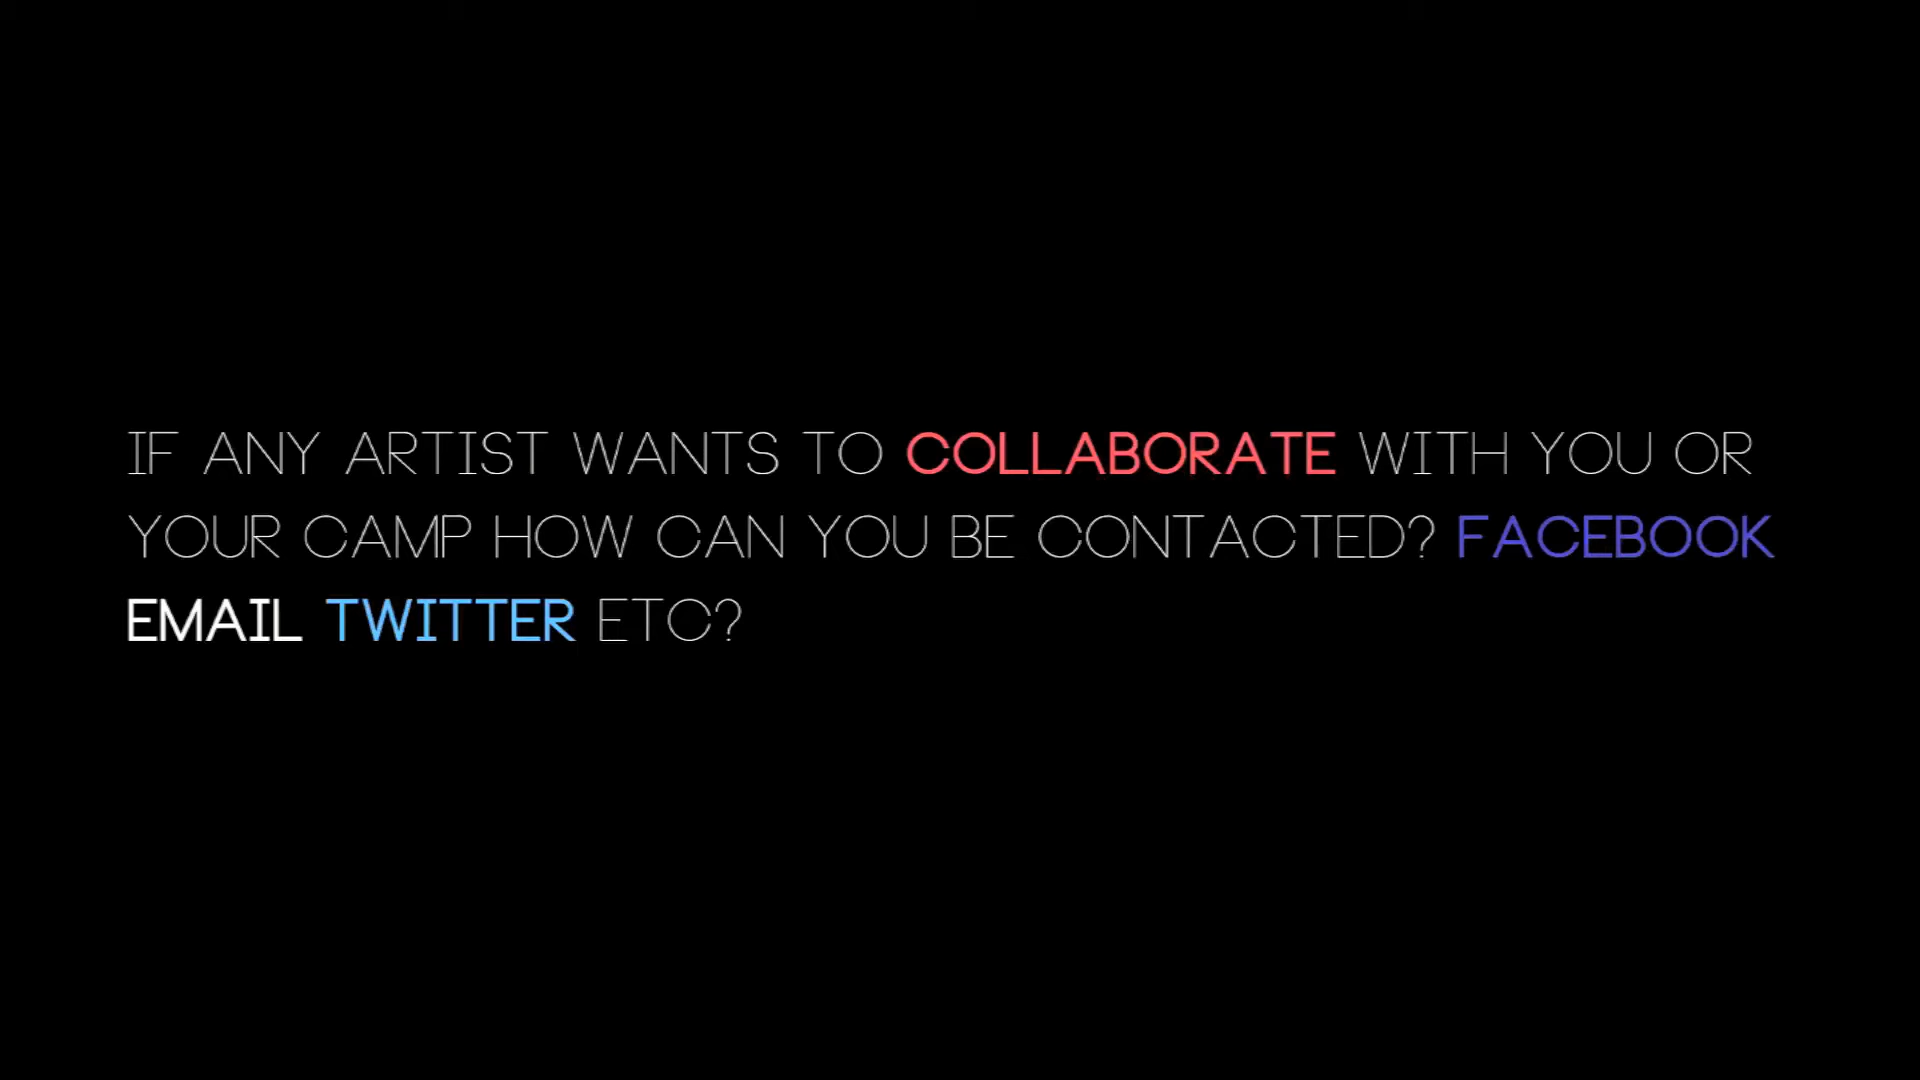 IF ANY ARTIST WANTS TO COLLABORATE WITH YOU OR
YOUR CAMP HOW CAN YOU BE CONTACTED? FACEBOOK
EMAIL TWITTER ETC?